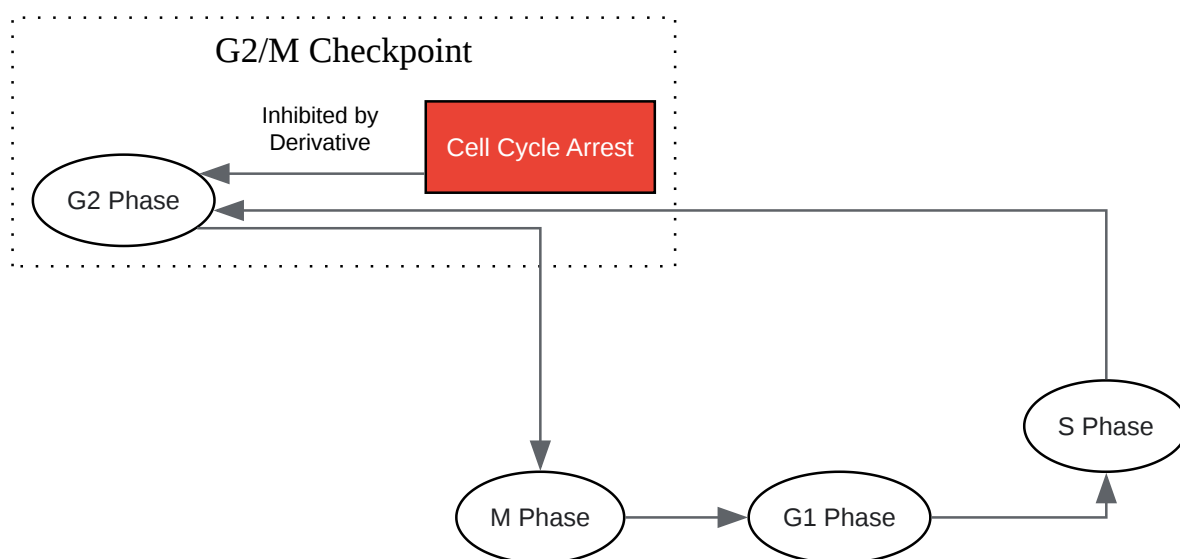 G2/M Checkpoint
Inhibited by
Derivative
Cell Cycle Arrest
G2 Phase
S Phase
M Phase
G1 Phase